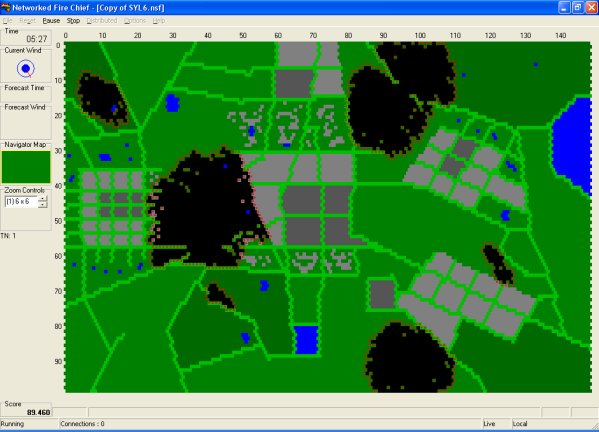 Networked Fire Chief - [Copy of SYL6.nsf]
File Reset Pause Stop Distributed Options Help
Time
05:27
Current Wind
Forecast Time
Forecast Wind
Navigator Map
Zoom Controls
(1) 6 x 6
TN: 1
0 10 20 30 40 50 60 70 80 90 100 110 120 130 140
0
10
20
30
40
50
60
70
80
90
Score
89.460
Running Connections : 0 Live Local